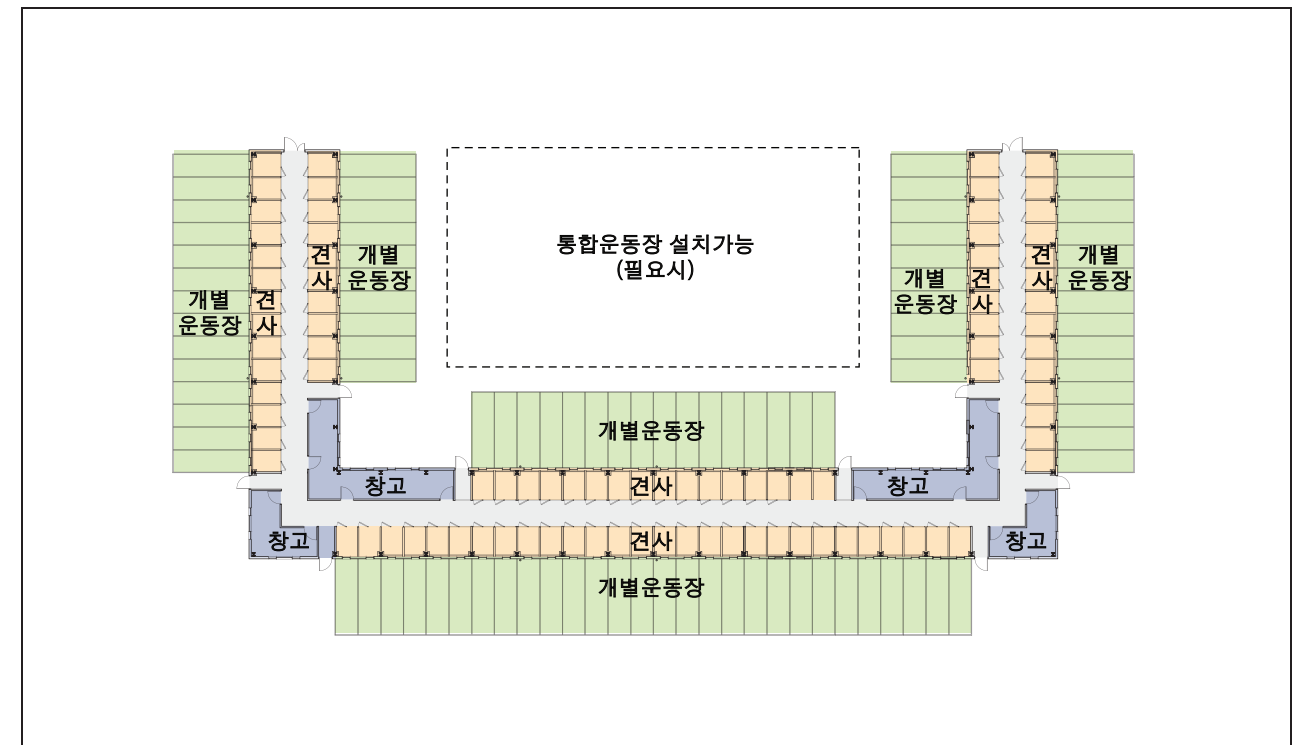 통합운동장 설치가능
(필요시)
견
사
개별
운동장
개별
운동장
견
사
개별
운동장
견
사
견
사
개별
운동장
개별운동장
창고
견사
창고
창고
견사
창고
개별운동장